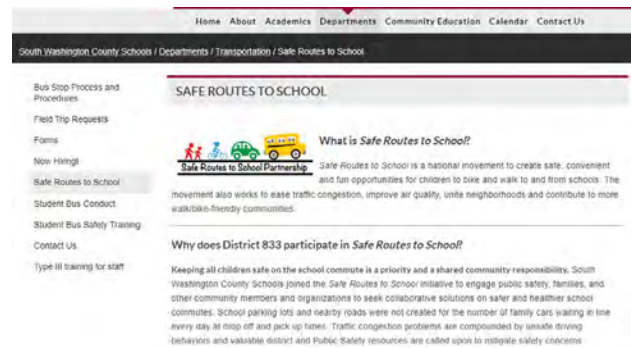 Home About Academics Departments Community Education Calendar Contact Us
South Washington County Schools / Departments / Transportation / Safe Routes to School
Bus Stop Process and
Procedures
Field Trip Requests
Forms
Now Hiring!
Safe Routes to School
Student Bus Conduct
Student Bus Safety Training
Contact Us
Type III training for staff
SAFE ROUTES TO SCHOOL
Safe Routes to School Partnership
What is Safe Routes to School?
Safe Routes to School is a national movement to create safe, convenient
and fun opportunities for children to bike and walk to and from schools. The
movement also works to ease traffic congestion, improve air quality, unite neighborhoods and contribute to more
walk/bike-friendly communities.
Why does District 833 participate in Safe Routes to School?
Keeping all children safe on the school commute is a priority and a shared community responsibility. South
Washington County Schools joined the Safe Routes to School initiative to engage public safety, families, and
other community members and organizations to seek collaborative solutions on safer and healthier school
commutes. School parking lots and nearby roads were not created for the number of family cars waiting in line
every day at drop off and pick up times. Traffic congestion problems are compounded by unsafe driving
behaviors and valuable district and Public Safety resources are called upon to mitigate safety concerns